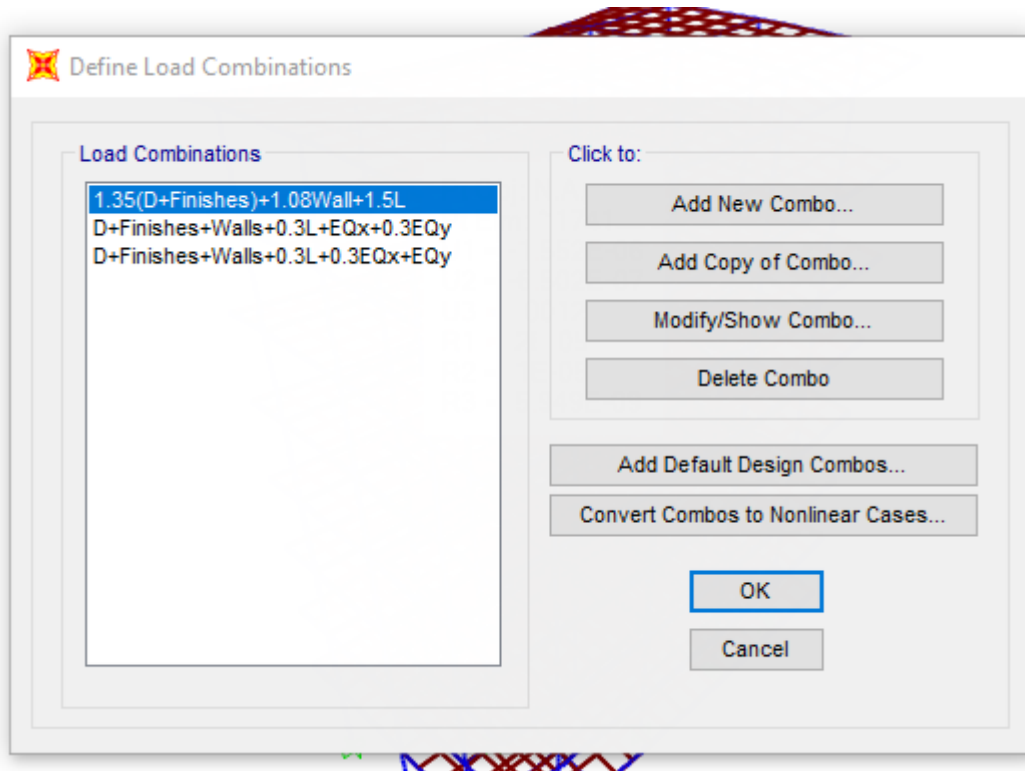 Define Load Combinations
Load Combinations
1.35(D+Finishes)+1.08Wall+1.5L
D+Finishes+Walls+0.3L+EQx+0.3EQy
D+Finishes+Walls+0.3L+0.3EQx+EQy
Click to:
Add New Combo...
Add Copy of Combo...
Modify/Show Combo...
Delete Combo
Add Default Design Combos...
Convert Combos to Nonlinear Cases...
OK
Cancel